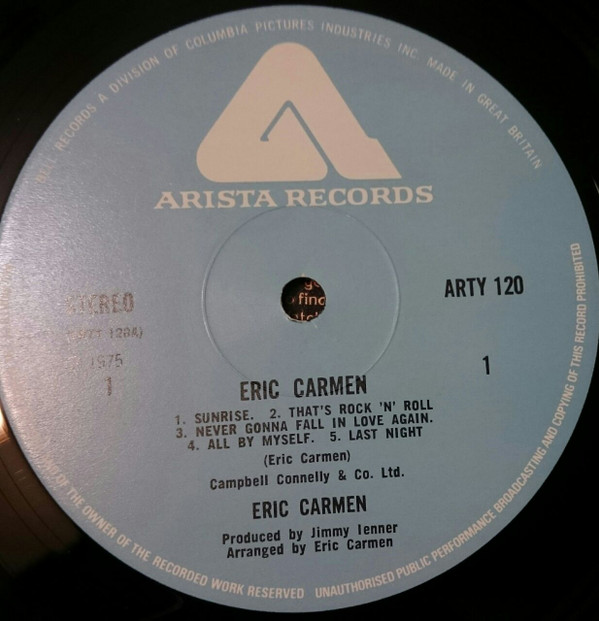 RECORDS A DIVISION OF COLUMBIA PICTURES INDUSTRIES INC. MADE IN GREAT BRITAIN
ARISTA RECORDS
STEREO
ARTY 120
1975
1
1
ERIC CARMEN
1. SUNRISE. 2. THAT'S ROCK 'N' ROLL
3. NEVER GONNA FALL IN LOVE AGAIN.
4. ALL BY MYSELF. 5. LAST NIGHT
(Eric Carmen)
Campbell Connelly & Co. Ltd.
ERIC CARMEN
Produced by Jimmy Ienner
Arranged by Eric Carmen
OF THE OWNER OF THE RECORDED WORK RESERVED UNAUTHORISED PUBLIC PERFORMANCE BROADCASTING AND COPYING OF THIS RECORD PROHIBITED
find